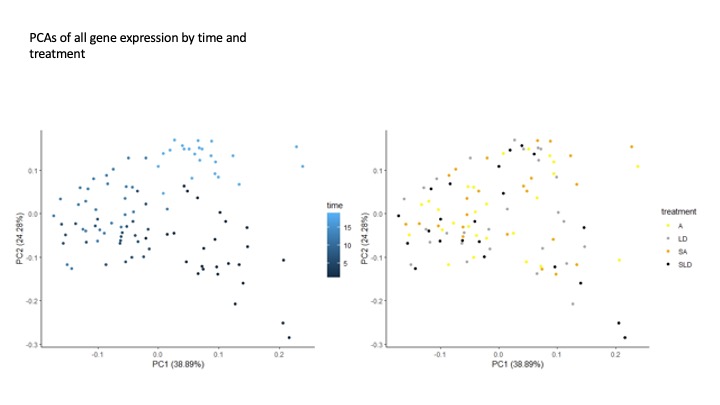 PCAs of all gene expression by time and
treatment
0.1
0.0
-0.1
-0.2
-0.3
PC2 (24.28%)
-0.1
0.0
0.1
0.2
PC1 (38.89%)
time
15
10
5
0.1
0.0
-0.1
-0.2
-0.3
PC2 (24.28%)
-0.1
0.0
0.1
0.2
PC1 (38.89%)
treatment
A
LD
SA
SLD